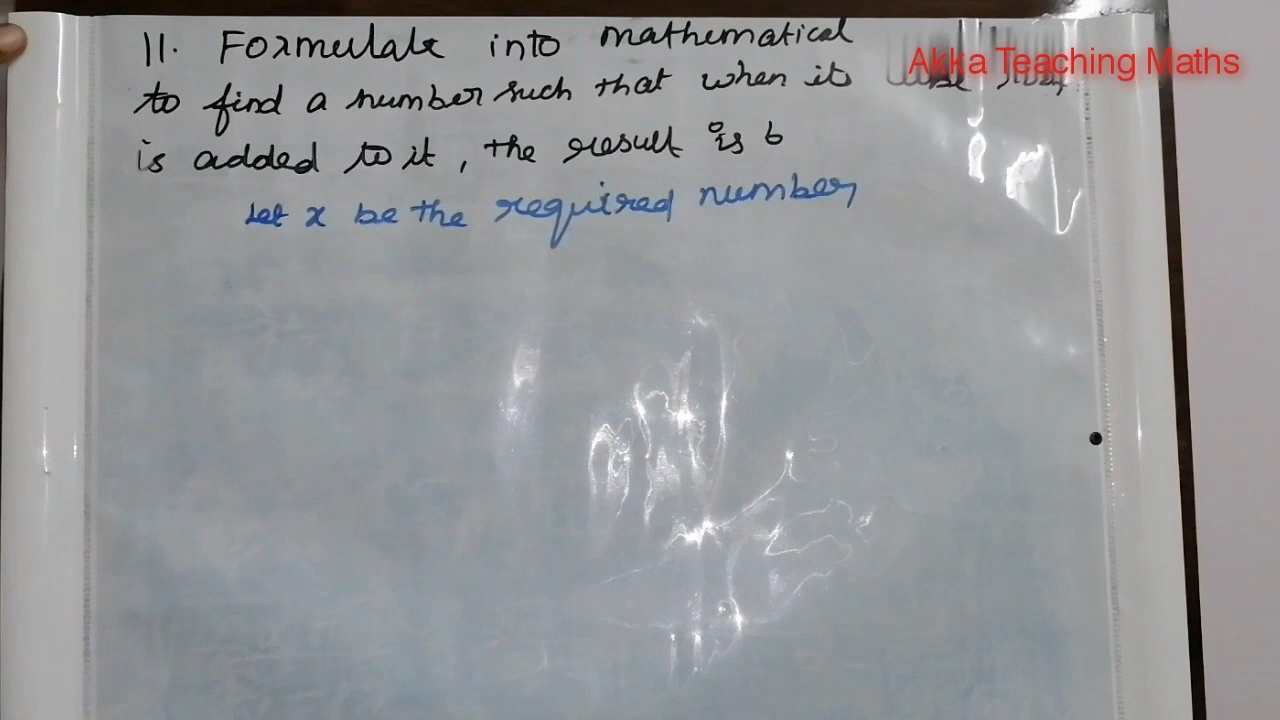 11. Formulate into mathematical
Akka Teaching Maths
to find a number such that when it
is added to it, the result is 6
Let x be the required number,